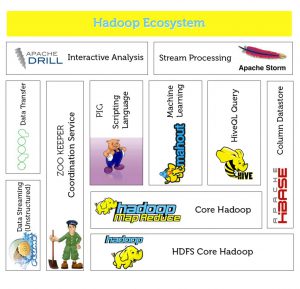 Hadoop Ecosystem
APACHE
DRILL
Interactive Analysis
Stream Processing
Apache Storm
Data Transfer
Data Streaming
(Unstructured)
ZOO KEEPER
Coordination Service
PIG
Scripting
Language
Machine
Learning
mahout
HiveQL Query
HIVE
Column Datastore
APACHE
HBASE
hadoop
Map Reduce
Core Hadoop
hadoop
HDFS Core Hadoop